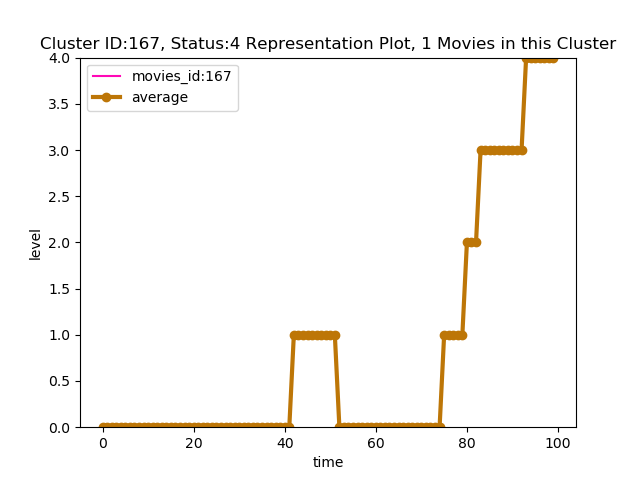 Cluster ID:167, Status:4 Representation Plot, 1 Movies in this Cluster
movies_id:167
average
4.0
3.5
3.0
2.5
2.0
1.5
1.0
0.5
0.0
level
0 20 40 60 80 100
time